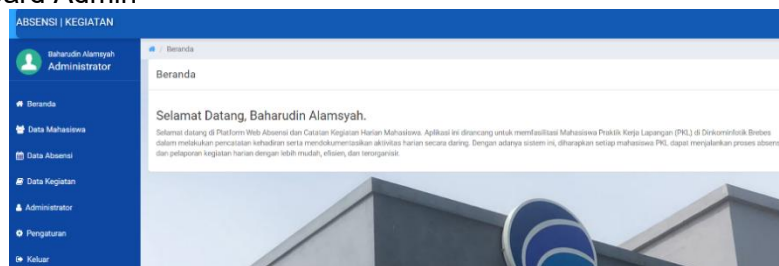 ABSENSI | KEGIATAN
Baharudin Alamsyah
Administrator
/ Beranda
Beranda
Beranda
Data Mahasiswa
Data Absensi
Data Kegiatan
Administrator
Pengaturan
Keluar
Selamat Datang, Baharudin Alamsyah.
Selamat datang di Platform Web Absensi dan Catatan Kegiatan Harian Mahasiswa. Aplikasi ini dirancang untuk memfasilitasi Mahasiswa Praktik Kerja Lapangan (PKL) di Dinkominfotik Brebes
dalam melakukan pencatatan kehadiran serta mendokumentasikan aktivitas harian secara daring. Dengan adanya sistem ini, diharapkan setiap mahasiswa PKL dapat menjalankan proses absens
dan pelaporan kegiatan harian dengan lebih mudah, efisien, dan terorganisir.